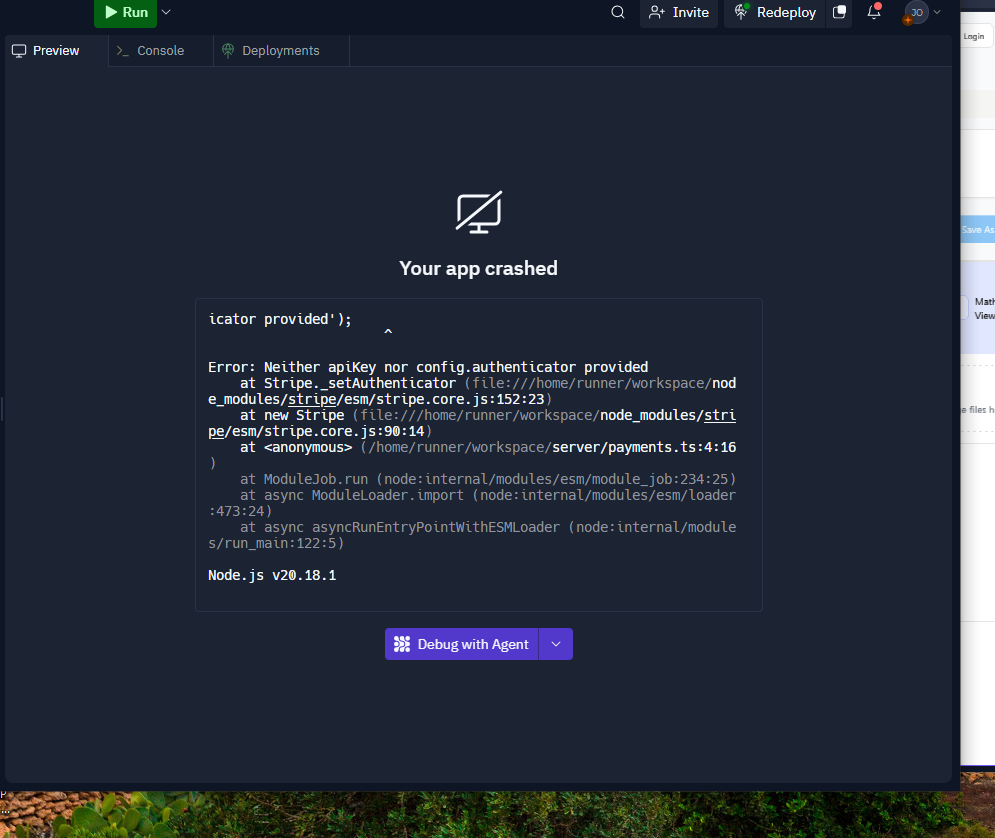 Run
Invite
Redeploy
JO
Login
Preview
>_ Console
Deployments
Your app crashed
icator provided');
^
Error: Neither apiKey nor config.authenticator provided
at Stripe._setAuthenticator (file:///home/runner/workspace/nod
e_modules/stripe/esm/stripe.core.js:152:23)
at new Stripe (file:///home/runner/workspace/node_modules/stri
pe/esm/stripe.core.js:90:14)
at <anonymous> (/home/runner/workspace/server/payments.ts:4:16
)
at ModuleJob.run (node:internal/modules/esm/module_job:234:25)
at async ModuleLoader.import (node:internal/modules/esm/loader
:473:24)
at async asyncRunEntryPointWithESMLoader (node:internal/module
s/run_main:122:5)
Node.js v20.18.1
Debug with Agent
Save As
Math
View
e files h
P
...